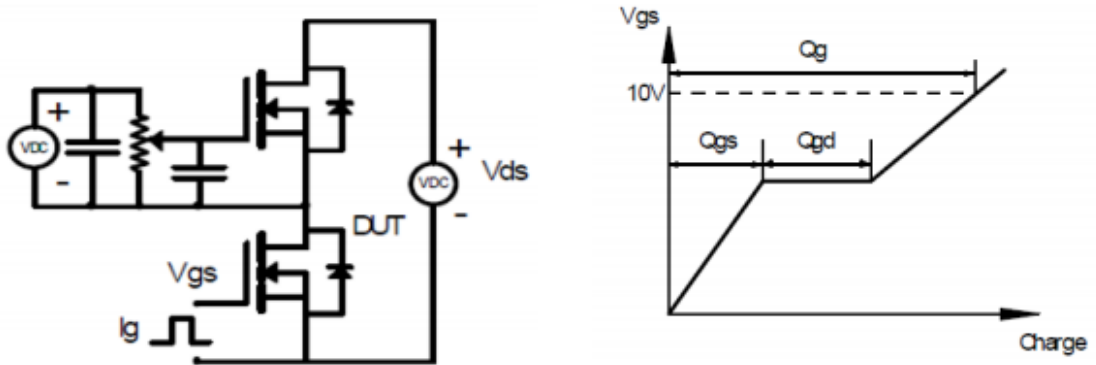 +
VDC
-
+
VDC
-
Vds
DUT
Vgs
Ig
Vgs
Qg
10V
Qgs
Qgd
Charge